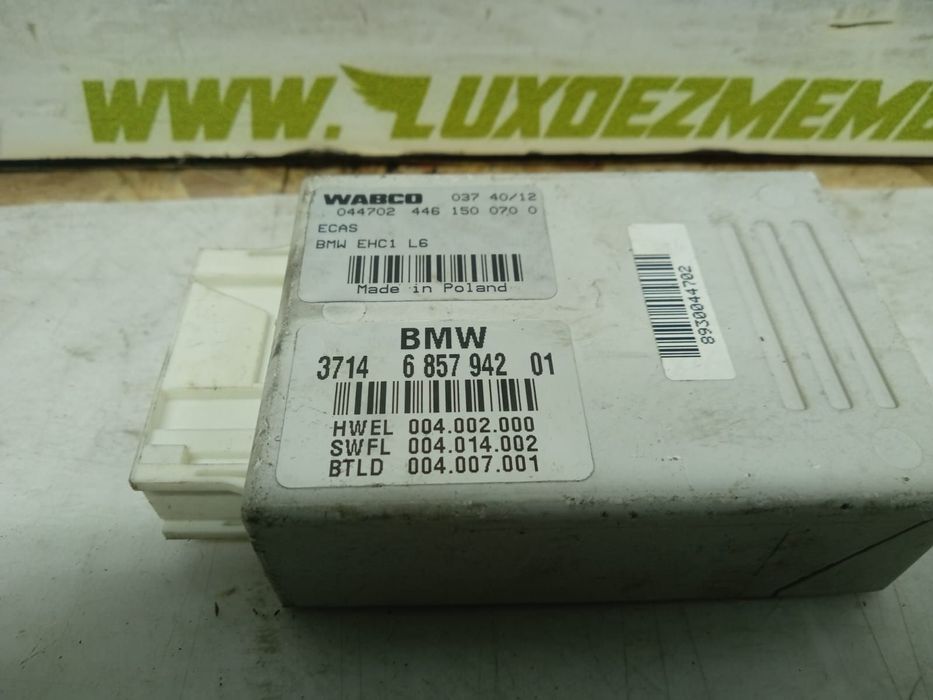 WWW. LUXDEZMEMB
WABCO 037 40/12
044702 446 150 070 0
ECAS
BMW EHC1 L6
Made in Poland
BMW
3714 6 857 942 01
HWEL 004.002.000
SWFL 004.014.002
BTLD 004.007.001
8930044702